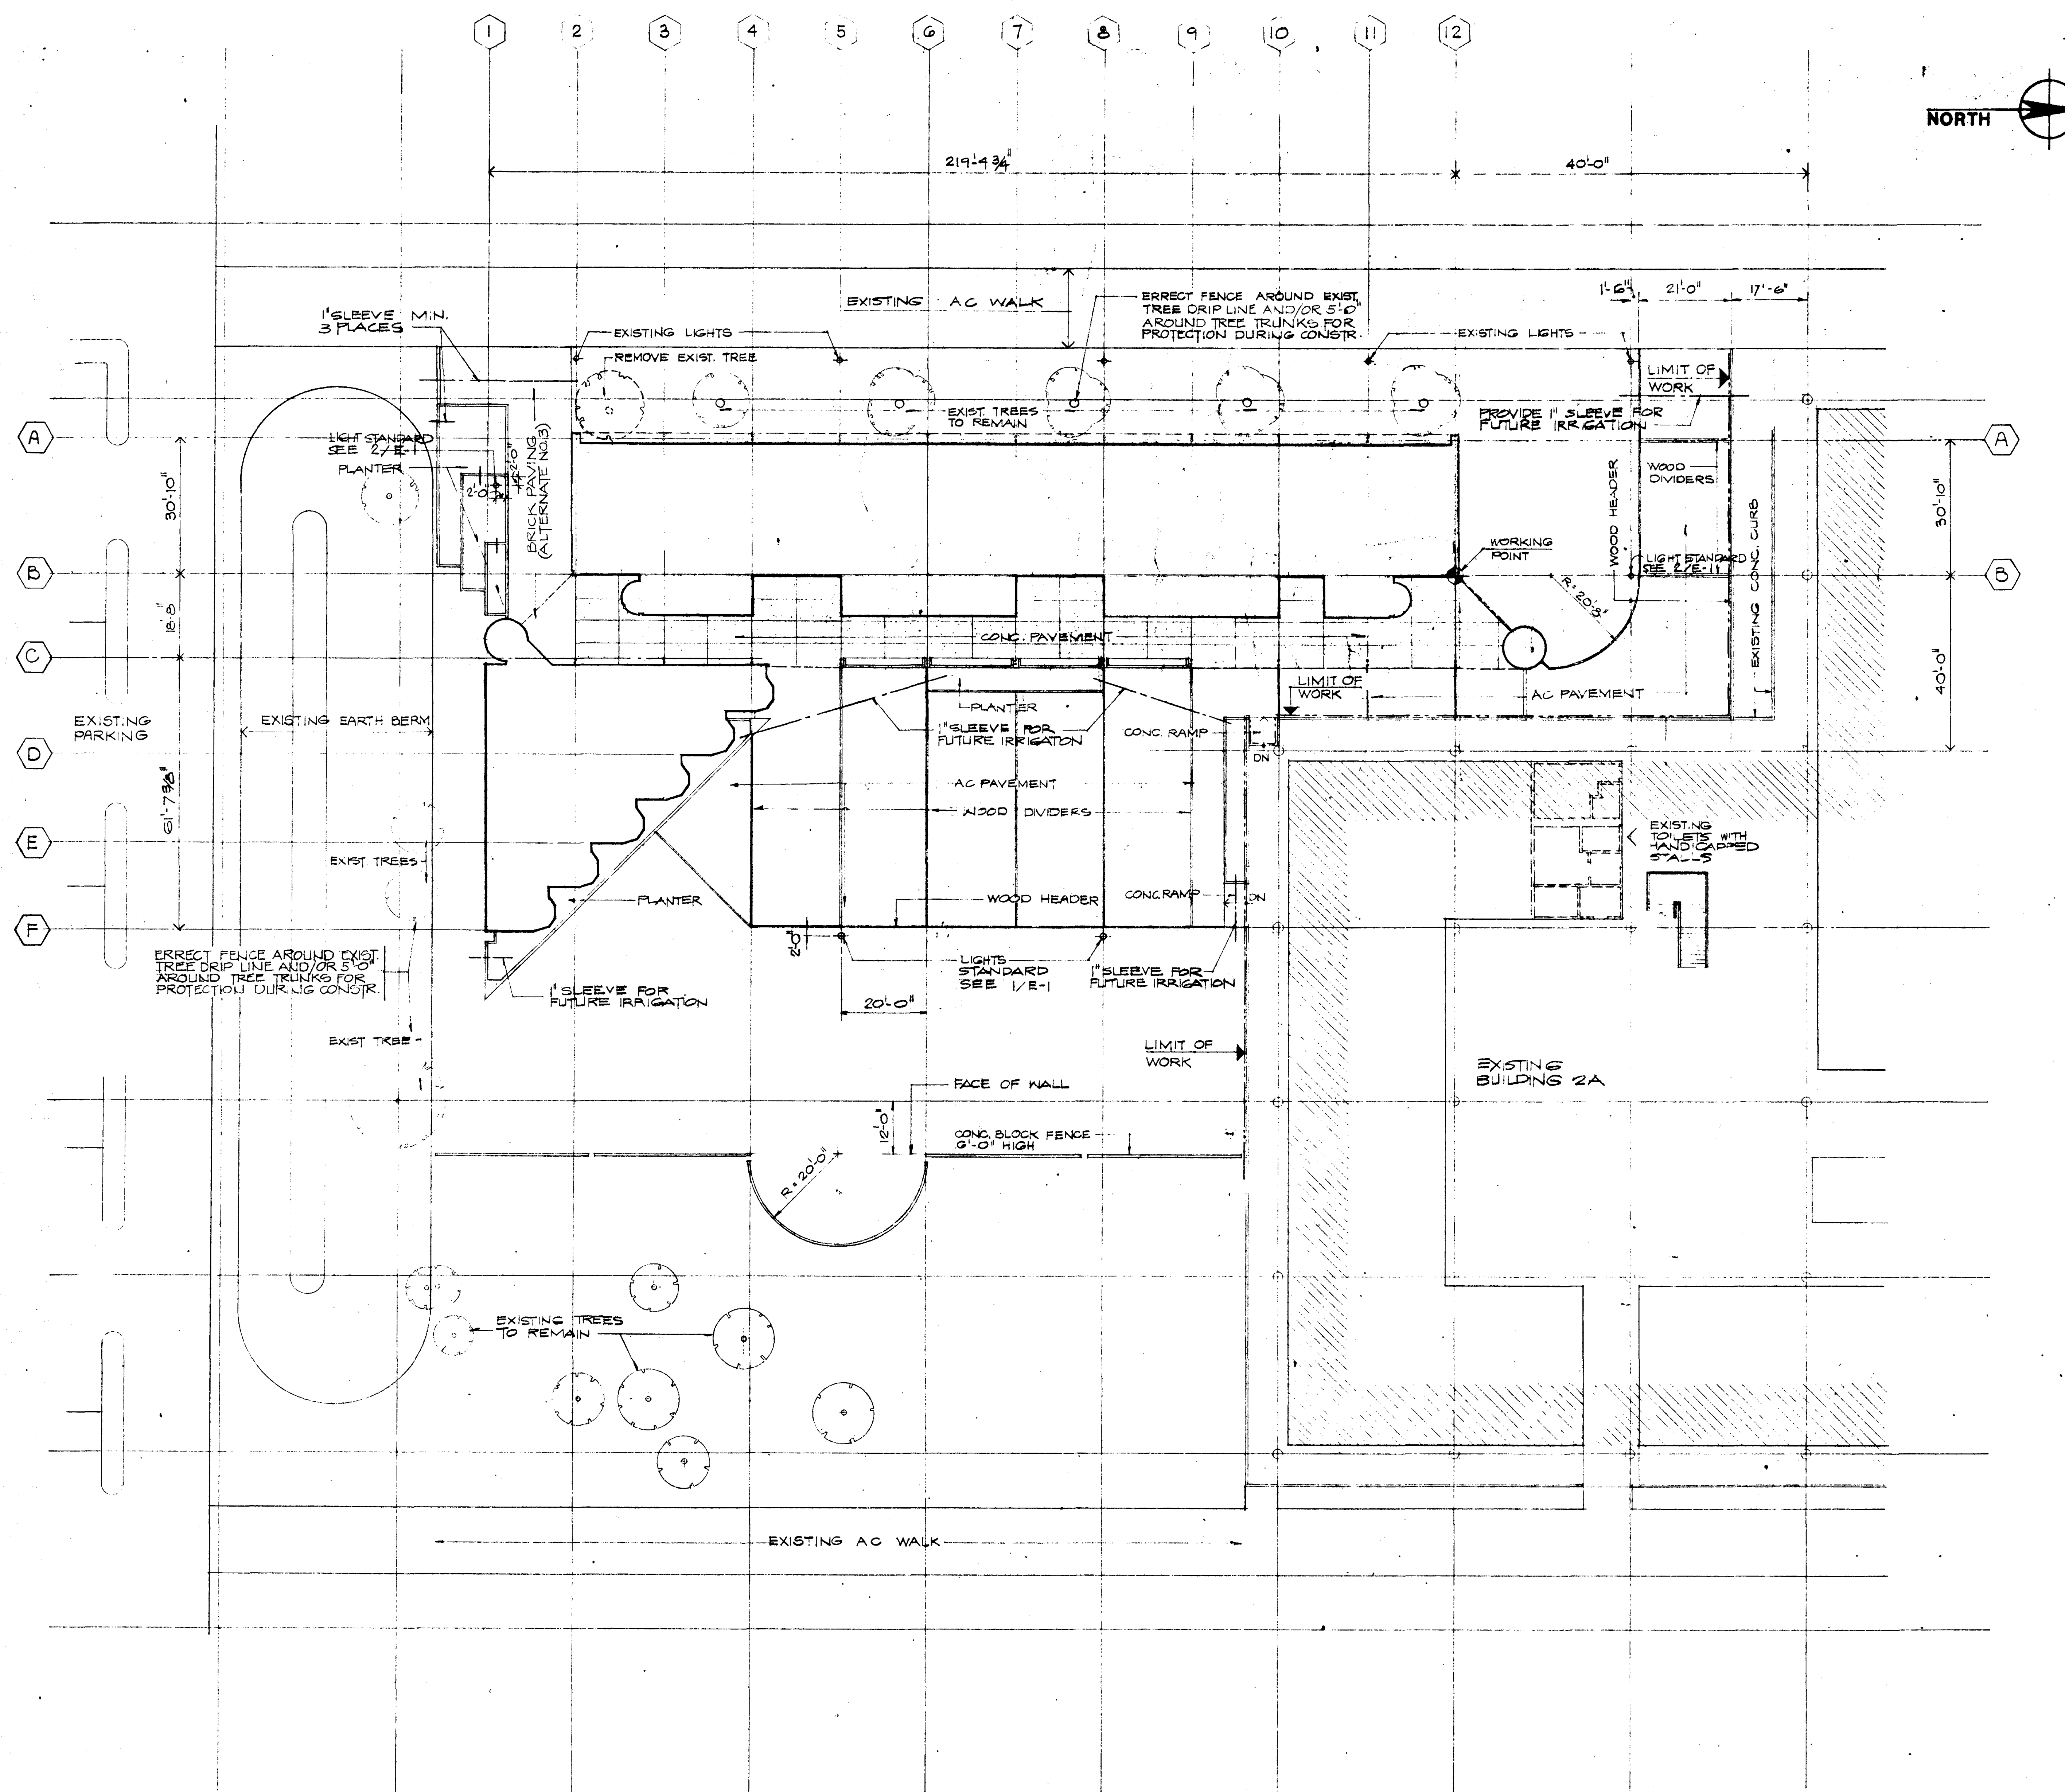 1
2
3
4
5
6
7
8
9
10
11
12
NORTH
219'-4 3/4"
40'-0"
EXISTING AC WALK
ERRECT FENCE AROUND EXIST.
TREE DRIP LINE AND/OR 5'-0"
AROUND TREE TRUNKS FOR
PROTECTION DURING CONSTR.
1'-6"
21'-0"
17'-6"
1" SLEEVE MIN.
3 PLACES
EXISTING LIGHTS
REMOVE EXIST. TREE
EXISTING LIGHTS
LIMIT OF
WORK
EXIST. TREES
TO REMAIN
PROVIDE 1" SLEEVE FOR
FUTURE IRRIGATION
A
A
LIGHT STANDARD
SEE 2/E-1
PLANTER
2'-0"
2'-0"
BRICK PAVING
(ALTERNATE NO.3)
30'-10"
WOOD HEADER
WOOD
DIVIDERS
30'-10"
WORKING
POINT
EXISTING CONC. CURB
LIGHT STANDARD
SEE 2/E-1
B
B
R= 20'-3"
18'-8"
CONC. PAVEMENT
C
LIMIT OF
WORK
AC PAVEMENT
40'-0"
EXISTING
PARKING
EXISTING EARTH BERM
PLANTER
1" SLEEVE FOR
FUTURE IRRIGATON
CONC. RAMP
DN
D
AC PAVEMENT
61'-7 3/8"
WOOD DIVIDERS
E
EXISTING
TOILETS WITH
HANDICAPPED
STALLS
EXIST. TREES
PLANTER
WOOD HEADER
CONC. RAMP
DN
F
2'-0"
ERRECT FENCE AROUND EXIST.
TREE DRIP LINE AND/OR 5'-0"
AROUND TREE TRUNKS FOR
PROTECTION DURING CONSTR.
LIGHTS
STANDARD
SEE 1/E-1
1" SLEEVE FOR
FUTURE IRRIGATION
1" SLEEVE FOR
FUTURE IRRIGATION
20'-0"
EXIST TREE
LIMIT OF
WORK
EXISTING
BUILDING 2A
FACE OF WALL
12'-0"
CONC. BLOCK FENCE
6'-0" HIGH
R= 20'-0"
EXISTING TREES
TO REMAIN
EXISTING AC WALK